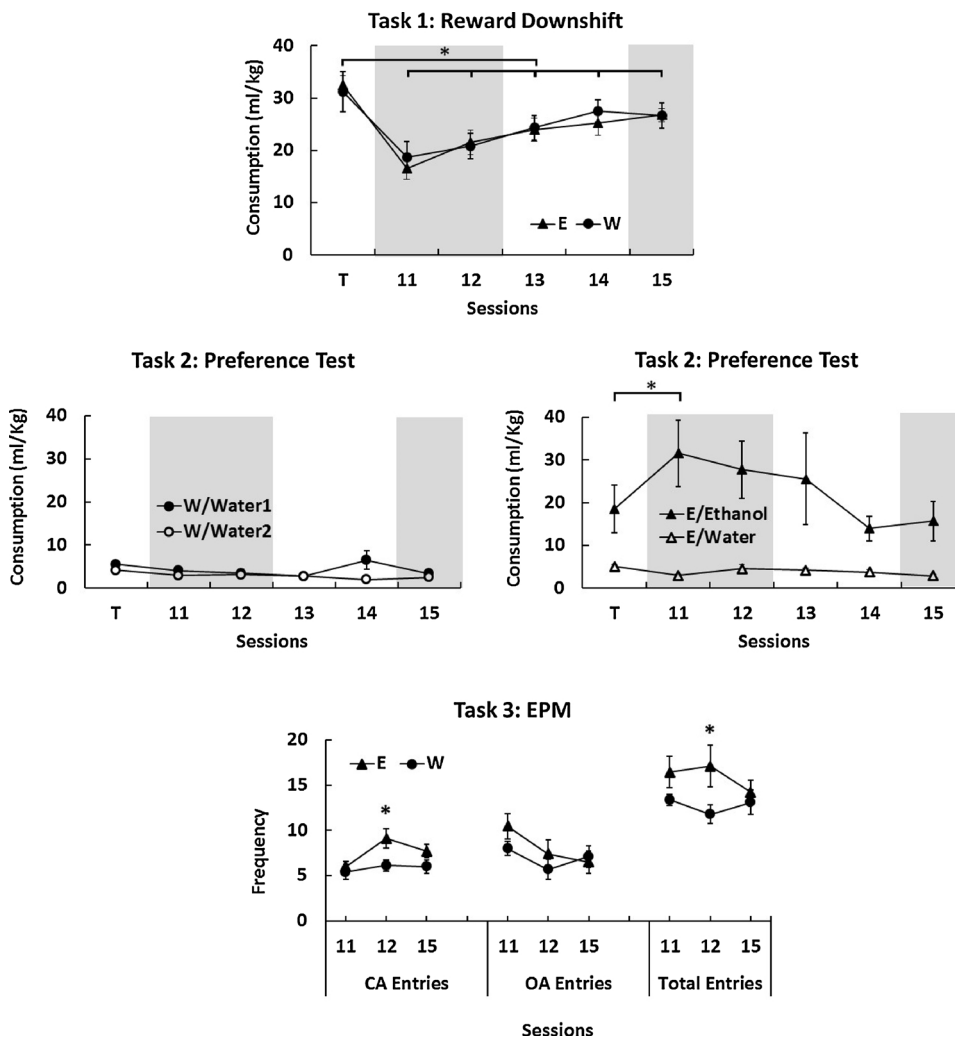 Task 1: Reward Downshift
40
30
20
10
0
Consumption (ml/kg)
*
E W
T 11 12 13 14 15
Sessions
Task 2: Preference Test
40
30
20
10
0
Consumption (ml/Kg)
W/Water1
W/Water2
T 11 12 13 14 15
Sessions
Task 2: Preference Test
*
40
30
20
10
0
Consumption (ml/Kg)
E/Ethanol
E/Water
T 11 12 13 14 15
Sessions
Task 3: EPM
20
15
10
5
0
Frequency
E W
*
*
11 12 15 11 12 15 11 12 15
CA Entries OA Entries Total Entries
Sessions